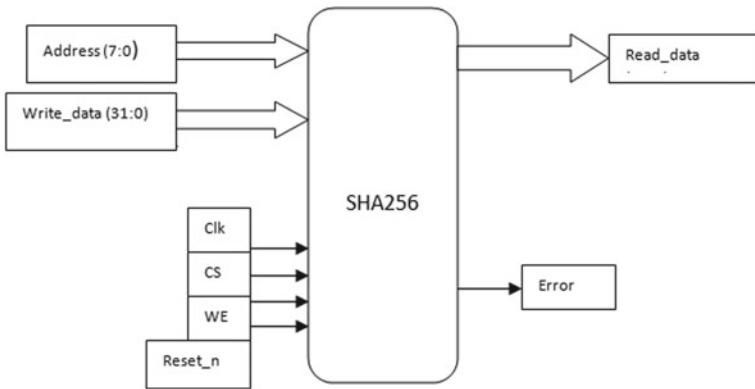 Address (7:0)
Write_data (31:0)
Clk
CS
WE
Reset_n
SHA256
Read_data
Error